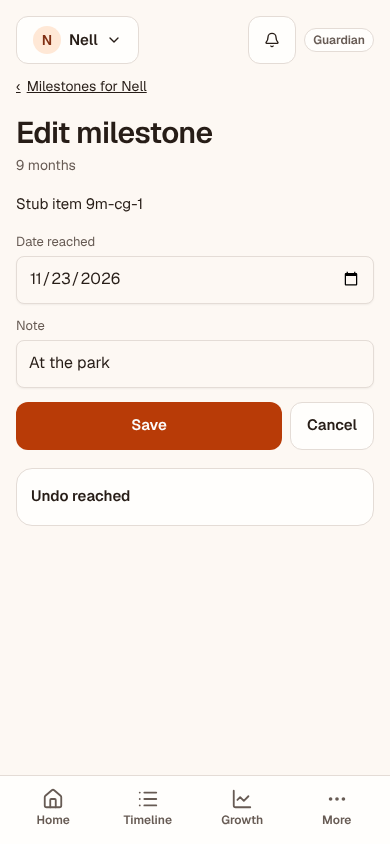 N Nell
Guardian
‹ Milestones for Nell
Edit milestone
9 months
Stub item 9m-cg-1
Date reached
11/23/2026
Note
At the park
Save
Cancel
Undo reached
Home
Timeline
Growth
More